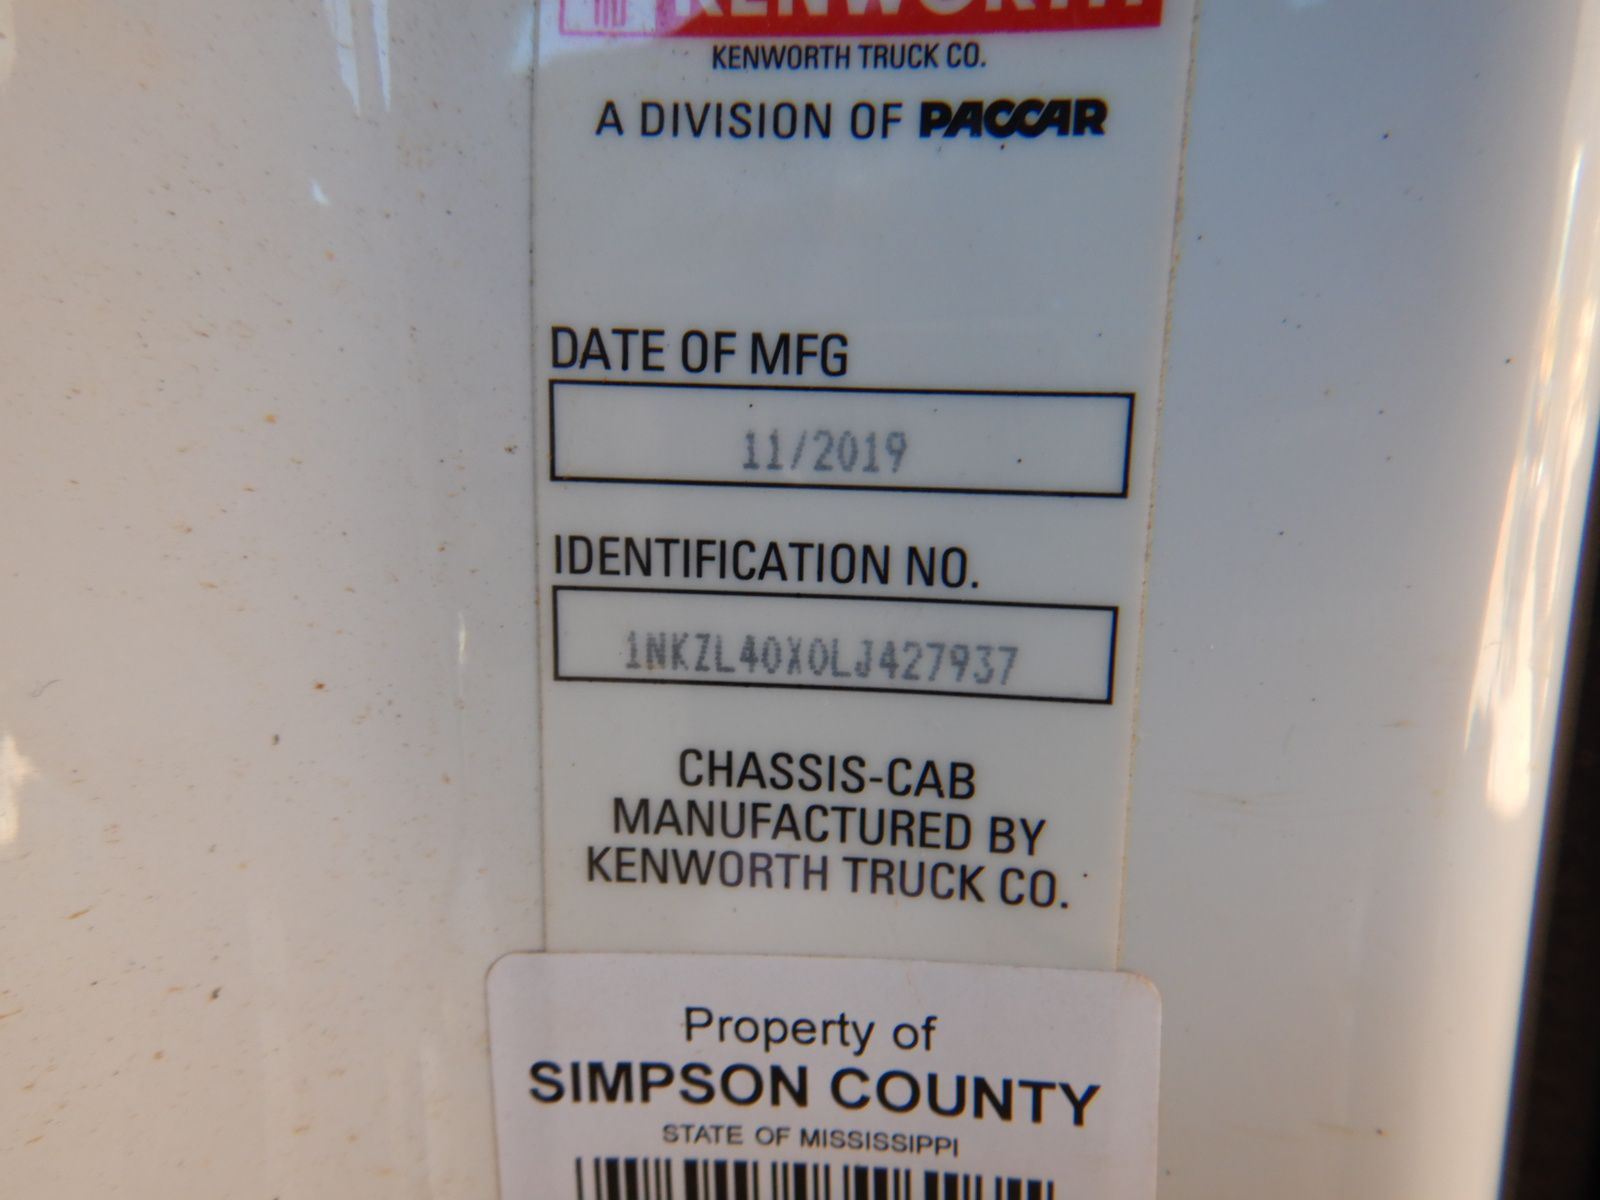 KENWORTH
KENWORTH TRUCK CO.
A DIVISION OF PACCAR
DATE OF MFG
11/2019
IDENTIFICATION NO.
1NKZL40X0LJ427937
CHASSIS-CAB
MANUFACTURED BY
KENWORTH TRUCK CO.
Property of
SIMPSON COUNTY
STATE OF MISSISSIPPI